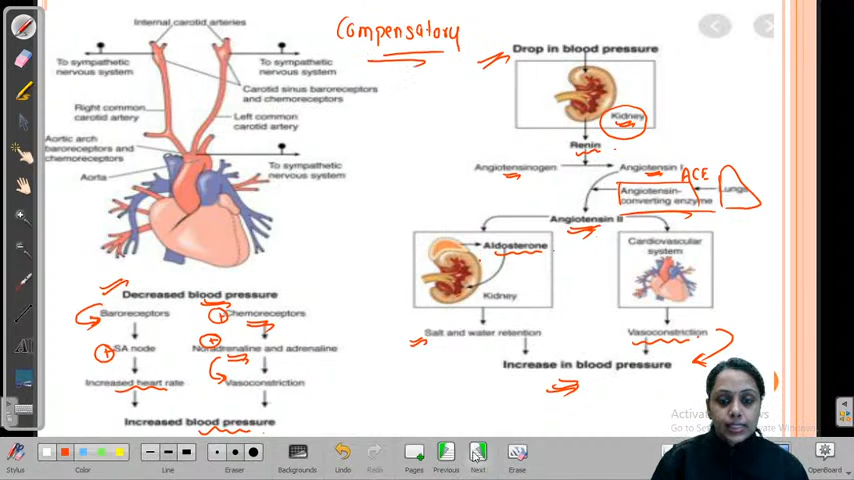 Internal carotid arteries
To sympathetic
nervous system
To sympathetic
nervous system
Carotid sinus baroreceptors
and chemoreceptors
Right common
carotid artery
Left common
carotid artery
Aortic arch
baroreceptors and
chemoreceptors
To sympathetic
nervous system
Aorta
Decreased blood pressure
Baroreceptors
+ Chemoreceptors
+ SA node
+ Noradrenaline and adrenaline
Increased heart rate
Vasoconstriction
Increased blood pressure
Compensatory
Drop in blood pressure
Kidney
Renin
Angiotensinogen
Angiotensin I
ACE
Angiotensin-
converting enzyme
Lungs
Angiotensin II
Aldosterone
Kidney
Cardiovascular
system
Salt and water retention
Vasoconstriction
Increase in blood pressure
Stylus
Color
Line
Eraser
Backgrounds
Undo
Redo
Pages
Previous
Next
Erase
OpenBoard